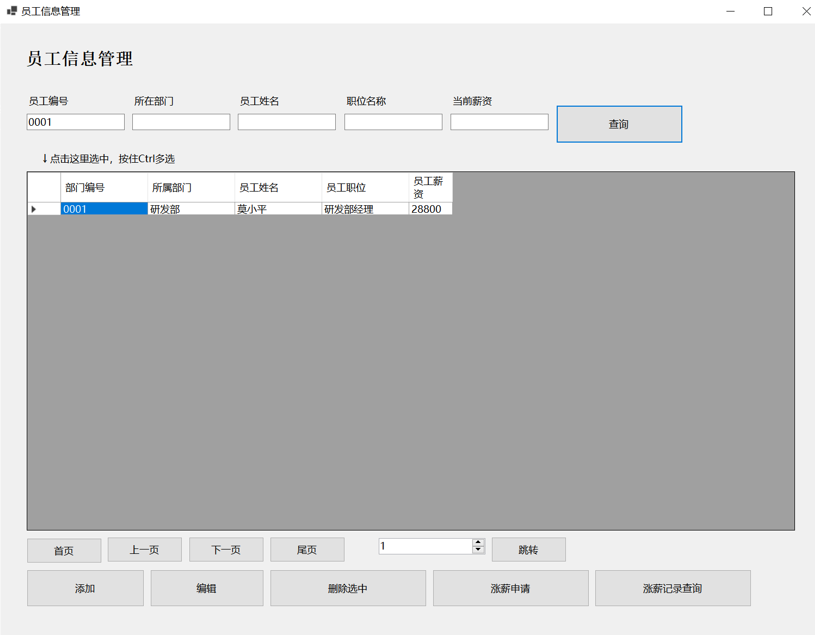 员工信息管理
员工信息管理
员工编号 所在部门 员工姓名 职位名称 当前薪资
0001
查询
↓点击这里选中，按住Ctrl多选
部门编号 所属部门 员工姓名 员工职位 员工薪资
0001 研发部 莫小平 研发部经理 28800
首页 上一页 下一页 尾页 1 跳转
添加 编辑 删除选中 涨薪申请 涨薪记录查询